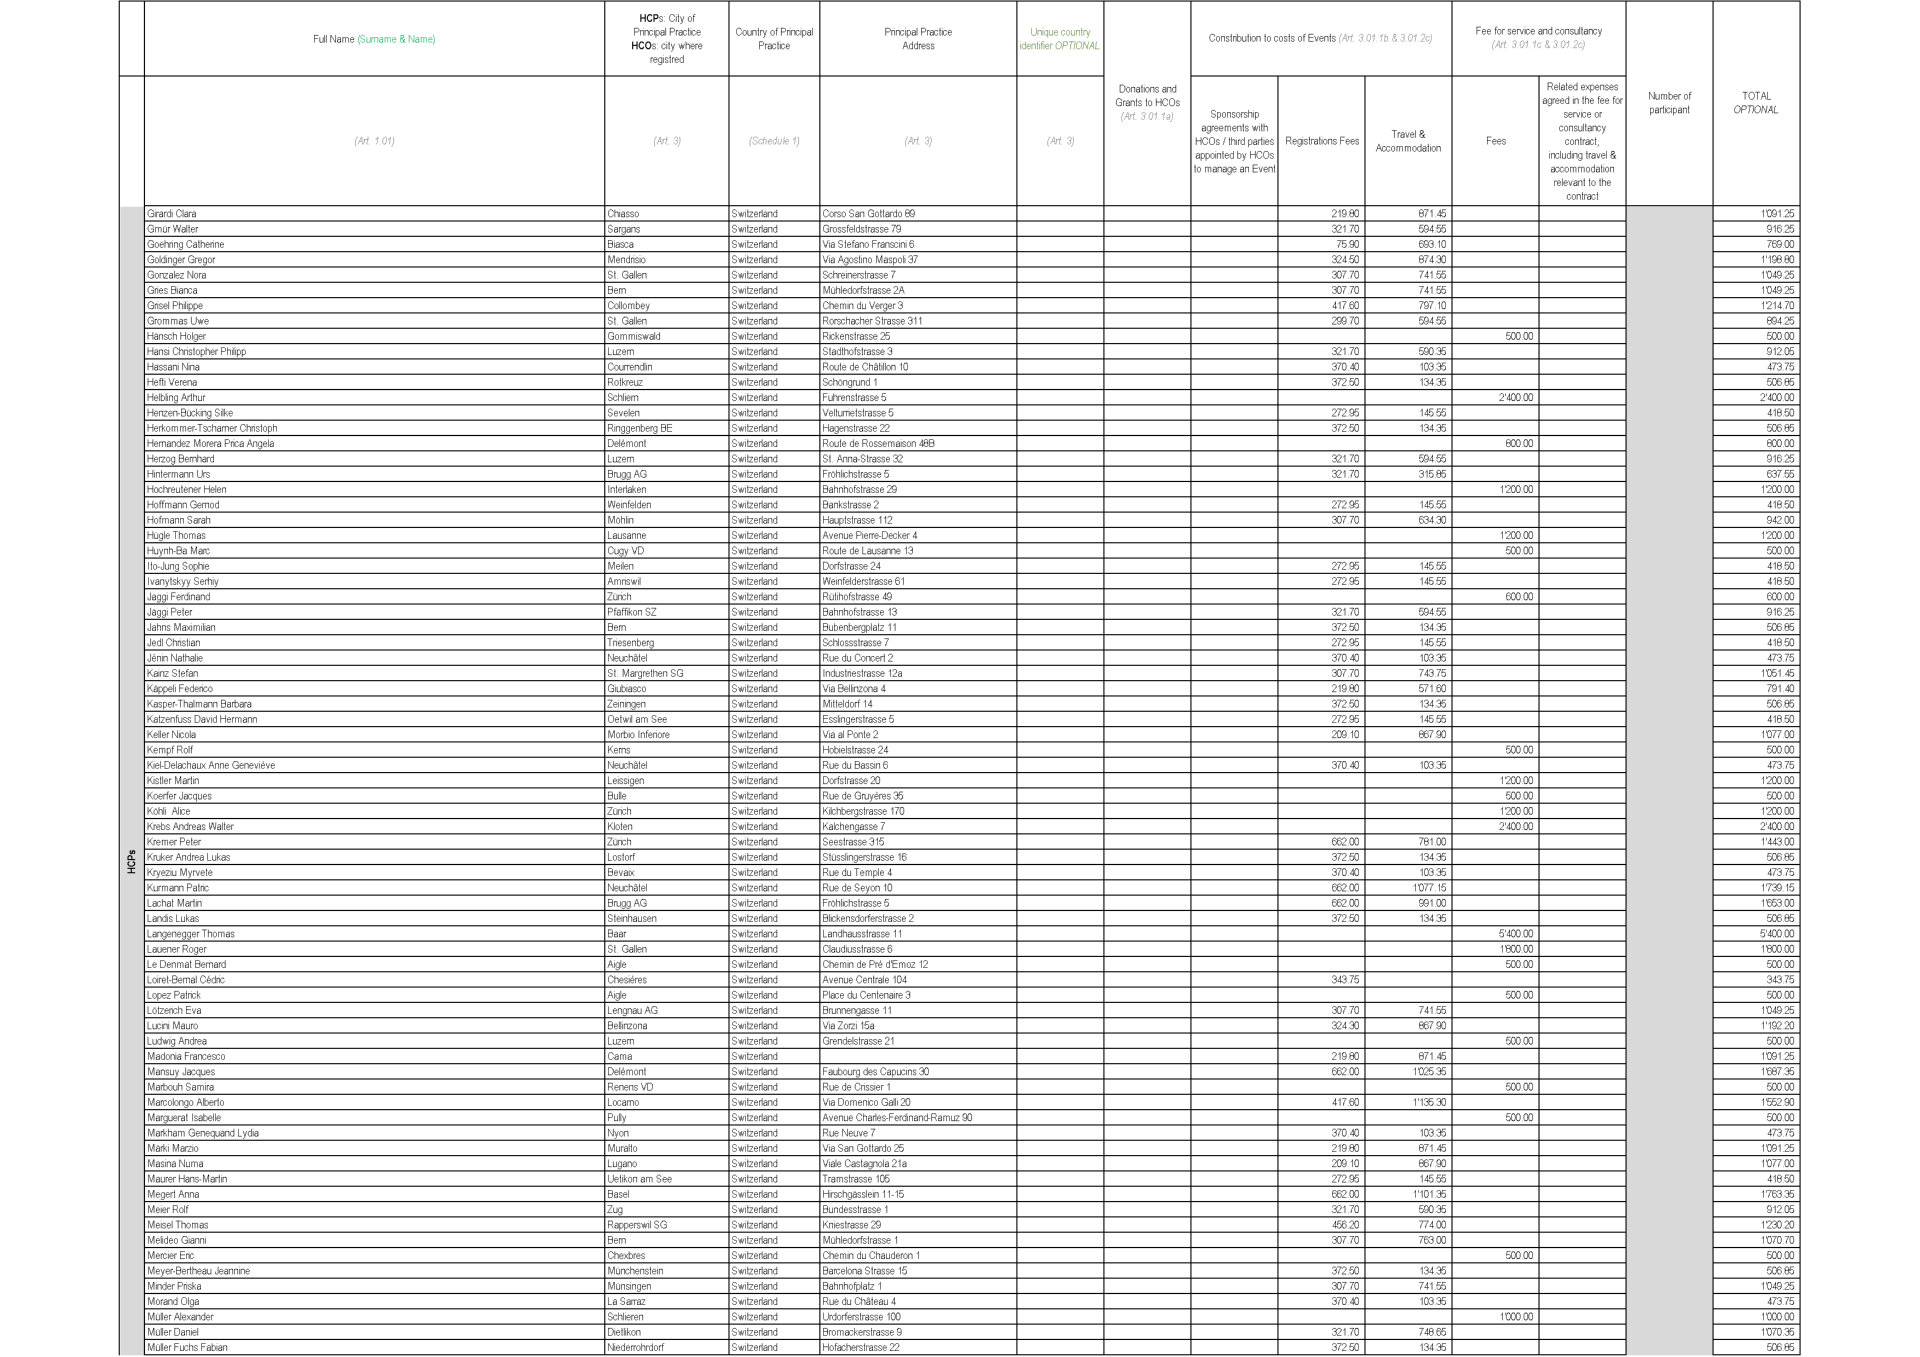 Full Name (Surname & Name) HCPs: City of Principal Practice HCOs: city where registred Country of Principal Practice Principal Practice Address Unique country identifier OPTIONAL Donations and Grants to HCOs (Art. 3.01.1a) Constribution to costs of Events (Art. 3.01.1b & 3.01.2c) Fee for service and consultancy (Art. 3.01.1c & 3.01.2c) Number of participant TOTAL OPTIONAL
(Art. 1.01) (Art. 3) (Schedule 1) (Art. 3) (Art. 3) Sponsorship agreements with HCOs / third parties appointed by HCOs to manage an Event Registrations Fees Travel & Accommodation Fees Related expenses agreed in the fee for service or consultancy contract, including travel & accommodation relevant to the contract
HCPs
Girardi Clara Chiasso Switzerland Corso San Gottardo 89 219.80 871.45 1'091.25
Gmür Walter Sargans Switzerland Grossfeldstrasse 79 321.70 594.55 916.25
Goehring Catherine Biasca Switzerland Via Stefano Franscini 6 75.90 693.10 769.00
Goldinger Gregor Mendrisio Switzerland Via Agostino Maspoli 37 324.50 874.30 1'198.80
Gonzalez Nora St. Gallen Switzerland Schreinerstrasse 7 307.70 741.55 1'049.25
Gries Bianca Bern Switzerland Mühledorfstrasse 2A 307.70 741.55 1'049.25
Grisel Philippe Collombey Switzerland Chemin du Verger 3 417.60 797.10 1'214.70
Grommas Uwe St. Gallen Switzerland Rorschacher Strasse 311 299.70 594.55 894.25
Hänsch Holger Gommiswald Switzerland Rickenstrasse 25 500.00 500.00
Hansi Christopher Philipp Luzern Switzerland Stadthofstrasse 3 321.70 590.35 912.05
Hassani Nina Courrendlin Switzerland Route de Châtillon 10 370.40 103.35 473.75
Hefti Verena Rotkreuz Switzerland Schöngrund 1 372.50 134.35 506.85
Helbling Arthur Schliern Switzerland Fuhrenstrasse 5 2'400.00 2'400.00
Henzen-Bücking Silke Sevelen Switzerland Velturrietstrasse 5 272.95 145.55 418.50
Herkommer-Tscharner Christoph Ringgenberg BE Switzerland Hagenstrasse 22 372.50 134.35 506.85
Hernandez Morera Prica Angela Delémont Switzerland Route de Rossemaison 48B 800.00 800.00
Herzog Bernhard Luzern Switzerland St. Anna-Strasse 32 321.70 594.55 916.25
Hintermann Urs Brugg AG Switzerland Fröhlichstrasse 5 321.70 315.85 637.55
Hochreutener Helen Interlaken Switzerland Bahnhofstrasse 29 1'200.00 1'200.00
Hoffmann Gernod Weinfelden Switzerland Bankstrasse 2 272.95 145.55 418.50
Hofmann Sarah Möhlin Switzerland Hauptstrasse 112 307.70 634.30 942.00
Hügle Thomas Lausanne Switzerland Avenue Pierre-Decker 4 1'200.00 1'200.00
Huynh-Ba Marc Cugy VD Switzerland Route de Lausanne 13 500.00 500.00
Ito-Jung Sophie Meilen Switzerland Dorfstrasse 24 272.95 145.55 418.50
Ivanytskyy Serhiy Amriswil Switzerland Weinfelderstrasse 61 272.95 145.55 418.50
Jäggi Ferdinand Zürich Switzerland Rütihofstrasse 49 600.00 600.00
Jäggi Peter Pfäffikon SZ Switzerland Bahnhofstrasse 13 321.70 594.55 916.25
Jahns Maximilian Bern Switzerland Bubenbergplatz 11 372.50 134.35 506.85
Jedl Christian Triesenberg Switzerland Schlossstrasse 7 272.95 145.55 418.50
Jénin Nathalie Neuchâtel Switzerland Rue du Concert 2 370.40 103.35 473.75
Kainz Stefan St. Margrethen SG Switzerland Industriestrasse 12a 307.70 743.75 1'051.45
Käppeli Federico Giubiasco Switzerland Via Bellinzona 4 219.80 571.60 791.40
Kasper-Thalmann Barbara Zeiningen Switzerland Mitteldorf 14 372.50 134.35 506.85
Katzenfuss David Hermann Oetwil am See Switzerland Esslingerstrasse 5 272.95 145.55 418.50
Keller Nicola Morbio Inferiore Switzerland Via al Ponte 2 209.10 867.90 1'077.00
Kempf Rolf Kerns Switzerland Hobielstrasse 24 500.00 500.00
Kiel-Delachaux Anne Geneviève Neuchâtel Switzerland Rue du Bassin 6 370.40 103.35 473.75
Kistler Martin Leissigen Switzerland Dorfstrasse 20 1'200.00 1'200.00
Koerfer Jacques Bulle Switzerland Rue de Gruyères 35 500.00 500.00
Köhli Alice Zürich Switzerland Kilchbergstrasse 170 1'200.00 1'200.00
Krebs Andreas Walter Kloten Switzerland Kalchengasse 7 2'400.00 2'400.00
Kremer Peter Zürich Switzerland Seestrasse 315 662.00 781.00 1'443.00
Kruker Andrea Lukas Lostorf Switzerland Stüsslingerstrasse 16 372.50 134.35 506.85
Kryeziu Myrvete Bevaix Switzerland Rue du Temple 4 370.40 103.35 473.75
Kurmann Patric Neuchâtel Switzerland Rue de Seyon 10 662.00 1'077.15 1'739.15
Lachat Martin Brugg AG Switzerland Fröhlichstrasse 5 662.00 991.00 1'653.00
Landis Lukas Steinhausen Switzerland Blickensdorferstrasse 2 372.50 134.35 506.85
Langenegger Thomas Baar Switzerland Landhausstrasse 11 5'400.00 5'400.00
Lauener Roger St. Gallen Switzerland Claudiusstrasse 6 1'800.00 1'800.00
Le Denmat Bernard Aigle Switzerland Chemin de Pré d'Emoz 12 500.00 500.00
Loiret-Bernal Cédric Chesières Switzerland Avenue Centrale 104 343.75 343.75
Lopez Patrick Aigle Switzerland Place du Centenaire 3 500.00 500.00
Lötzerich Eva Lengnau AG Switzerland Brunnengasse 11 307.70 741.55 1'049.25
Lucini Mauro Bellinzona Switzerland Via Zorzi 15a 324.30 867.90 1'192.20
Ludwig Andrea Luzern Switzerland Grendelstrasse 21 500.00 500.00
Madonia Francesco Cama Switzerland 219.80 871.45 1'091.25
Mansuy Jacques Delémont Switzerland Faubourg des Capucins 30 662.00 1'025.35 1'687.35
Marbouh Samira Renens VD Switzerland Rue de Crissier 1 500.00 500.00
Marcolongo Alberto Locarno Switzerland Via Domenico Galli 20 417.60 1'135.30 1'552.90
Marguerat Isabelle Pully Switzerland Avenue Charles-Ferdinand-Ramuz 90 500.00 500.00
Markham Genequand Lydia Nyon Switzerland Rue Neuve 7 370.40 103.35 473.75
Märki Marzio Muralto Switzerland Via San Gottardo 25 219.80 871.45 1'091.25
Masina Numa Lugano Switzerland Viale Castagnola 21a 209.10 867.90 1'077.00
Maurer Hans-Martin Uetikon am See Switzerland Tramstrasse 105 272.95 145.55 418.50
Megert Anna Basel Switzerland Hirschgässlein 11-15 662.00 1'101.35 1'763.35
Meier Rolf Zug Switzerland Bundesstrasse 1 321.70 590.35 912.05
Meisel Thomas Rapperswil SG Switzerland Kniestrasse 29 456.20 774.00 1'230.20
Melideo Gianni Bern Switzerland Mühledorfstrasse 1 307.70 763.00 1'070.70
Mercier Eric Chexbres Switzerland Chemin du Chauderon 1 500.00 500.00
Meyer-Bertheau Jeannine Münchenstein Switzerland Barcelona Strasse 15 372.50 134.35 506.85
Minder Priska Münsingen Switzerland Bahnhofplatz 1 307.70 741.55 1'049.25
Morand Olga La Sarraz Switzerland Rue du Château 4 370.40 103.35 473.75
Müller Alexander Schlieren Switzerland Urdorferstrasse 100 1'000.00 1'000.00
Müller Daniel Dietlikon Switzerland Bromackerstrasse 9 321.70 748.65 1'070.35
Müller Fuchs Fabian Niederrohrdorf Switzerland Hofacherstrasse 22 372.50 134.35 506.85